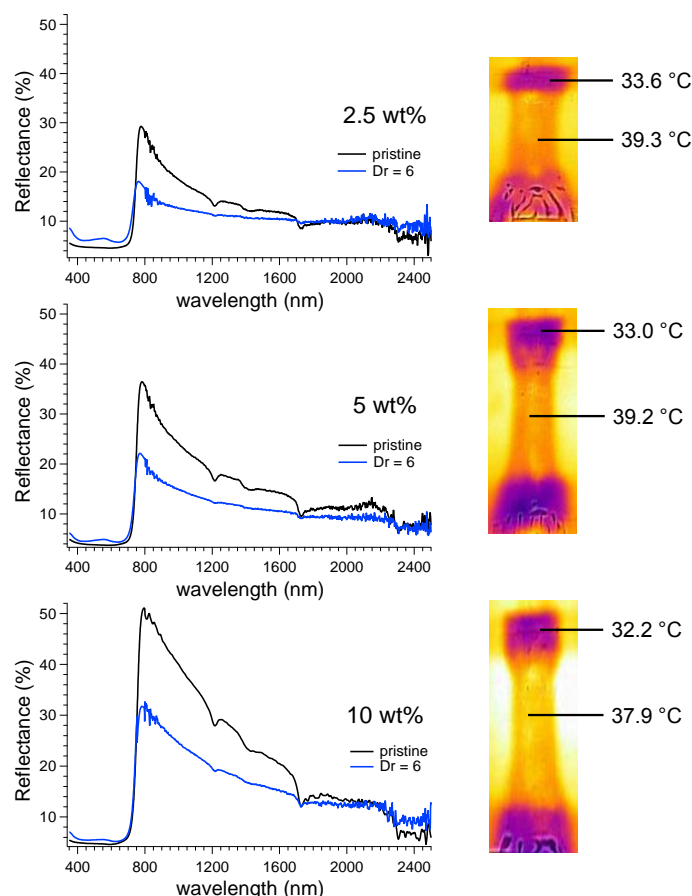 50
40
30
20
10
Reflectance (%)
2.5 wt%
pristine
Dr = 6
400 800 1200 1600 2000 2400
wavelength (nm)
33.6 °C
39.3 °C
50
40
30
20
10
Reflectance (%)
5 wt%
pristine
Dr = 6
400 800 1200 1600 2000 2400
wavelength (nm)
33.0 °C
39.2 °C
50
40
30
20
10
Reflectance (%)
10 wt%
pristine
Dr = 6
400 800 1200 1600 2000 2400
wavelength (nm)
32.2 °C
37.9 °C